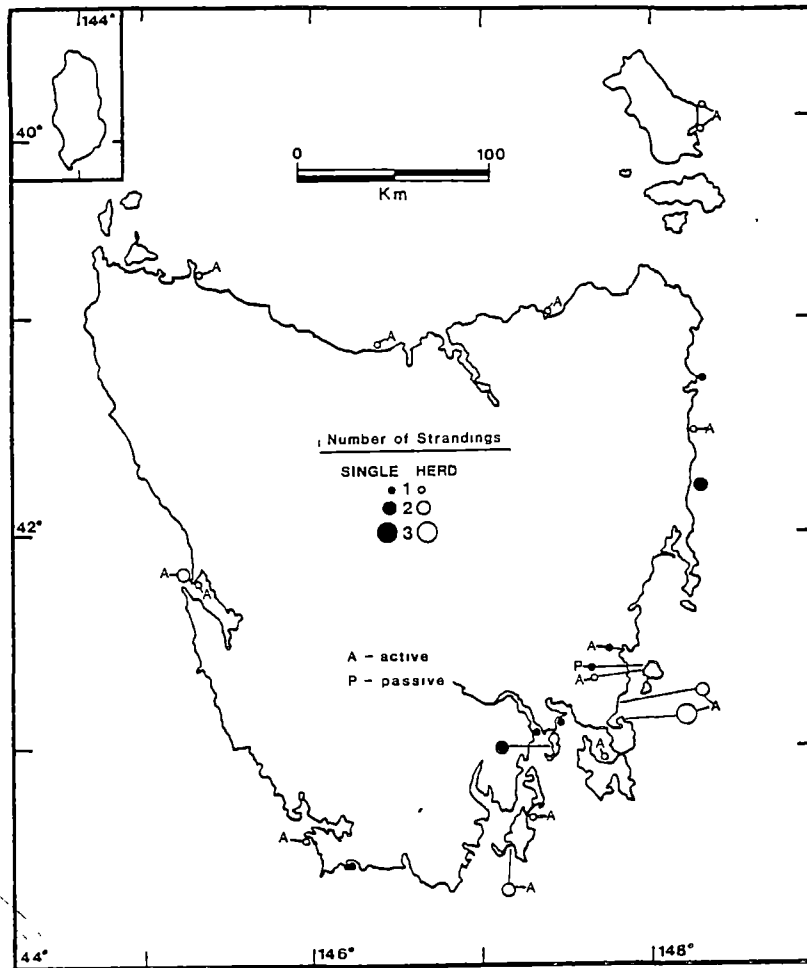 144°
40°
A
0 100
Km
A
A
A
Number of Strandings
A
SINGLE HERD
1
2
42°
3
A
A
A - active
A
P
P - passive
A
A
A
A
A
A
44°
146°
148°